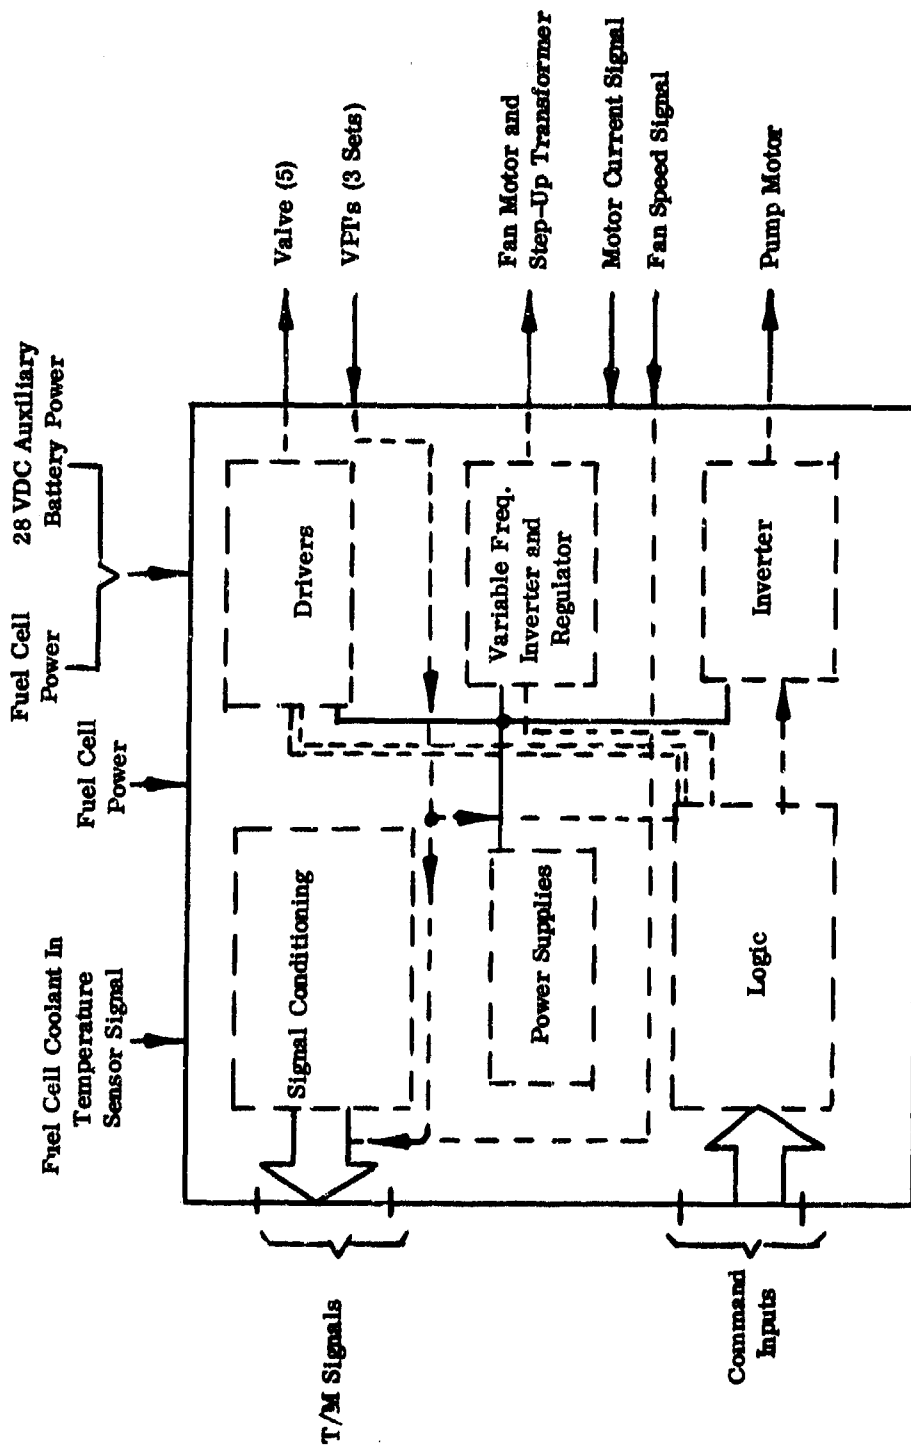 Fuel Cell Coolant In
Temperature
Sensor Signal
Fuel Cell
Power
Fuel Cell
Power
28 VDC Auxiliary
Battery Power
T/M Signals
Signal Conditioning
Drivers
Valve (5)
VPI's (3 Sets)
Power Supplies
Variable Freq.
Inverter and
Regulator
Fan Motor and
Step-Up Transformer
Motor Current Signal
Fan Speed Signal
Command
Inputs
Logic
Inverter
Pump Motor